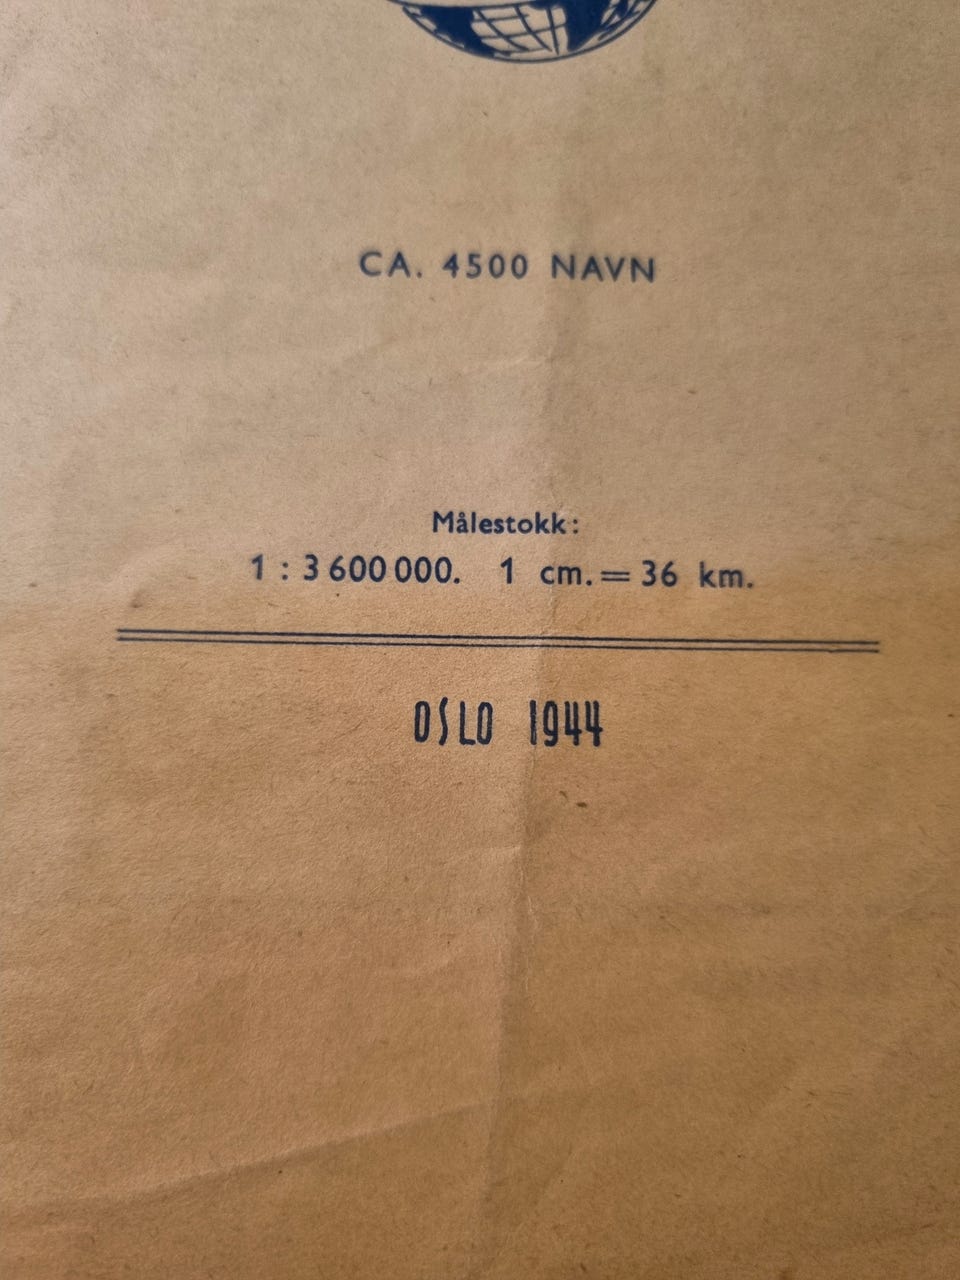 CA. 4500 NAVN
Målestokk:
1 : 3 600 000. 1 cm. = 36 km.
OSLO 1944